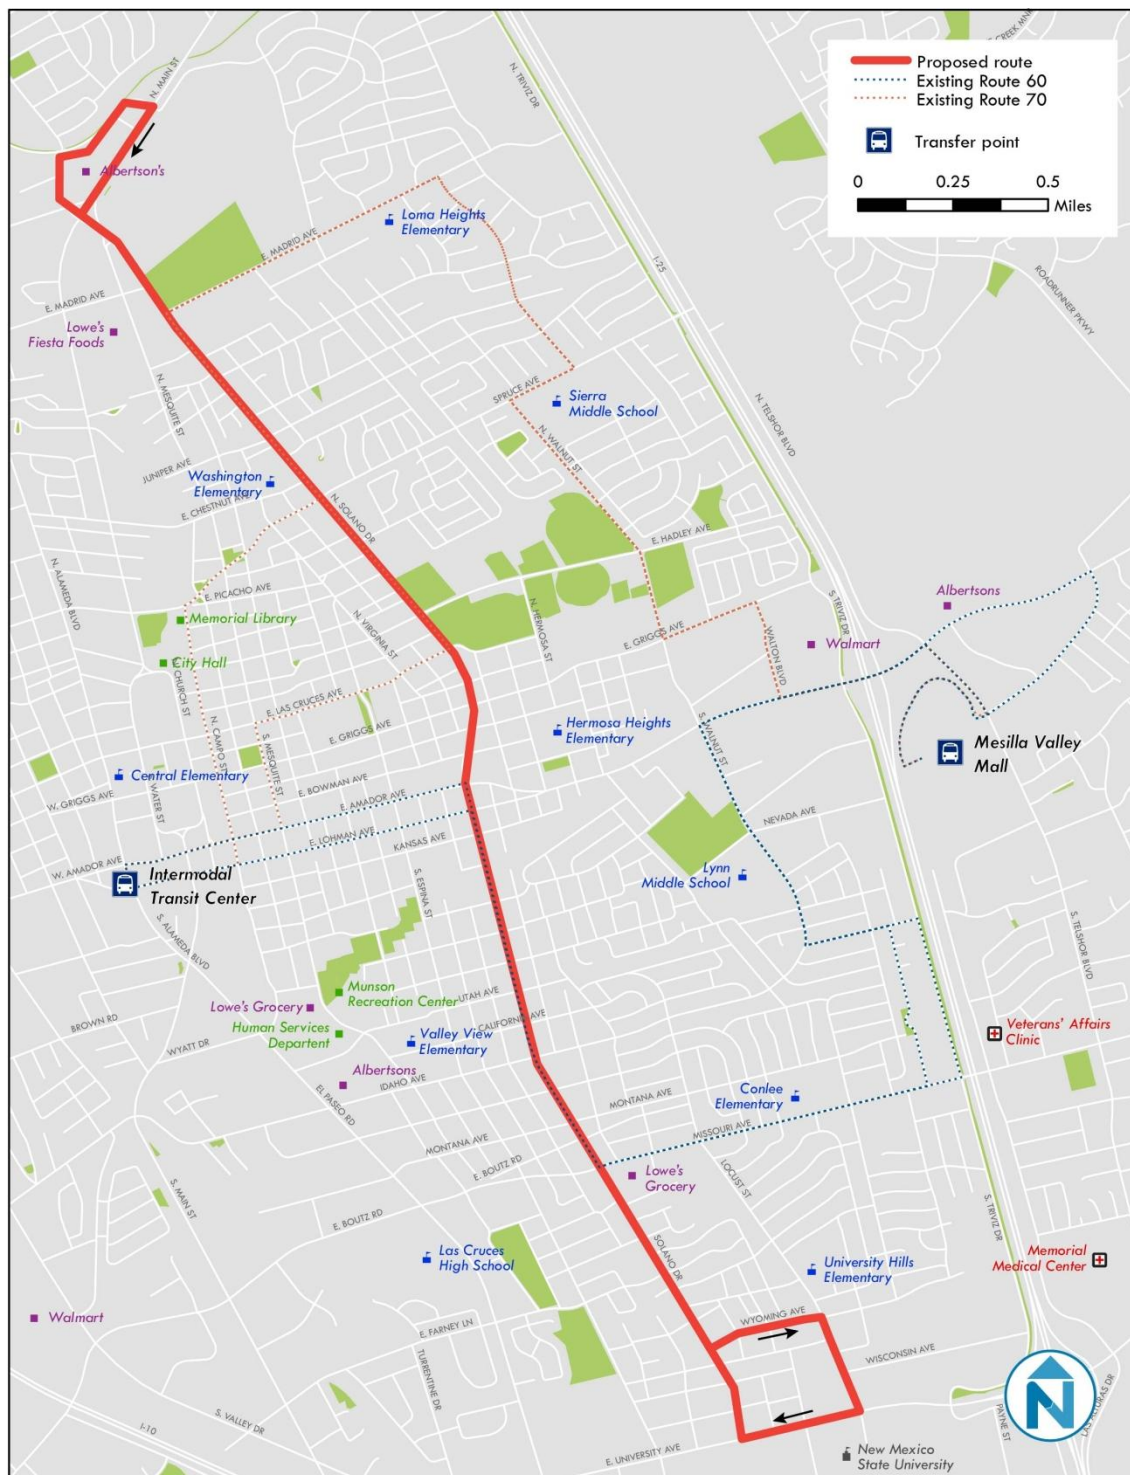 Proposed route
Existing Route 60
Existing Route 70
Transfer point
0 0.25 0.5
Miles
N. MAIN ST
N. TRIVIZ DR
Albertson's
Loma Heights
Elementary
E. MADRID AVE
I-25
ROADRUNNER PKWY
E. MADRID AVE
Lowe's
Fiesta Foods
N. MESQUITE ST
SPRUCE AVE
Sierra
Middle School
N. TELSHOR BLVD
N. WALNUT ST
JUNIPER AVE
Washington
Elementary
E. CHESTNUT AVE
N. SOLANO DR
E. HADLEY AVE
N. ALAMEDA BLVD
E. PICACHO AVE
Memorial Library
N. VIRGINIA ST
N. HERMOSA ST
Albertsons
S. TRIVIZ DR
E. GRIGGS AVE
WALTON BLVD
Walmart
City Hall
CHURCH ST
E. LAS CRUCES AVE
N. CAMPO ST
S. MESQUITE ST
E. GRIGGS AVE
Hermosa Heights
Elementary
S. WALNUT ST
Mesilla Valley
Mall
Central Elementary
W. GRIGGS AVE
WATER ST
E. BOWMAN AVE
E. AMADOR AVE
E. LOHMAN AVE
KANSAS AVE
NEVADA AVE
W. AMADOR AVE
Intermodal
Transit Center
S. ESPINA ST
Lynn
Middle School
S. ALAMEDA BLVD
S. TELSHOR BLVD
Munson
Recreation Center
UTAH AVE
Lowe's Grocery
BROWN RD
Human Services
Departent
CALIFORNIA AVE
Valley View
Elementary
Veterans' Affairs
Clinic
WYATT DR
Albertsons
IDAHO AVE
EL PASEO RD
MONTANA AVE
Conlee
Elementary
MONTANA AVE
MISSOURI AVE
E. BOUTZ RD
LOCUST ST
Lowe's
Grocery
S. MAIN ST
E. BOUTZ RD
S. TRIVIZ DR
SOLANO DR
Las Cruces
High School
University Hills
Elementary
Memorial
Medical Center
Walmart
WYOMING AVE
E. FARNEY LN
WISCONSIN AVE
TURRENTINE DR
S. VALLEY DR
I-10
E. UNIVERSITY AVE
New Mexico
State University
PAYNE ST
LAS ALTURAS DR
N